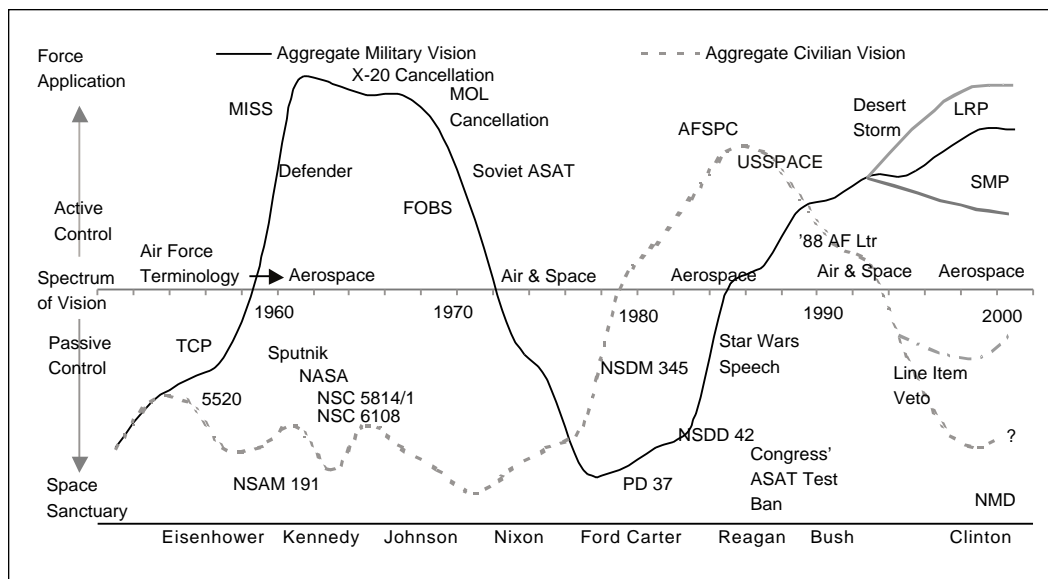 Force
Application
Aggregate Military Vision
Aggregate Civilian Vision
X-20 Cancellation
MISS
MOL
Cancellation
Desert
Storm
LRP
AFSPC
USSPACE
Defender
Soviet ASAT
SMP
FOBS
Active
Control
’88 AF Ltr
Air Force
Terminology
Aerospace
Air & Space
Aerospace
Air & Space
Aerospace
Spectrum
of Vision
1960
1970
1980
1990
2000
Passive
Control
TCP
Sputnik
NASA
NSC 5814/1
NSC 6108
5520
NSDM 345
Star Wars
Speech
Line Item
Veto
NSDD 42
?
Congress’
ASAT Test
Ban
NSAM 191
PD 37
NMD
Space
Sanctuary
Eisenhower Kennedy Johnson Nixon Ford Carter Reagan Bush Clinton